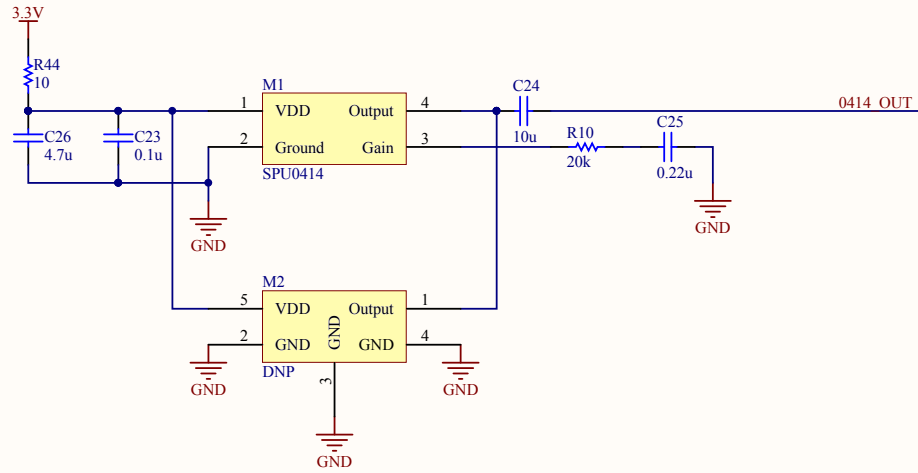 3.3V
R44
10
C26
4.7u
C23
0.1u
M1
1 VDD Output 4
2 Ground Gain 3
SPU0414
GND
C24
10u
0414_OUT
R10
20k
C25
0.22u
GND
M2
5 VDD Output 1
2 GND GND GND 4
DNP
3
GND
GND
GND